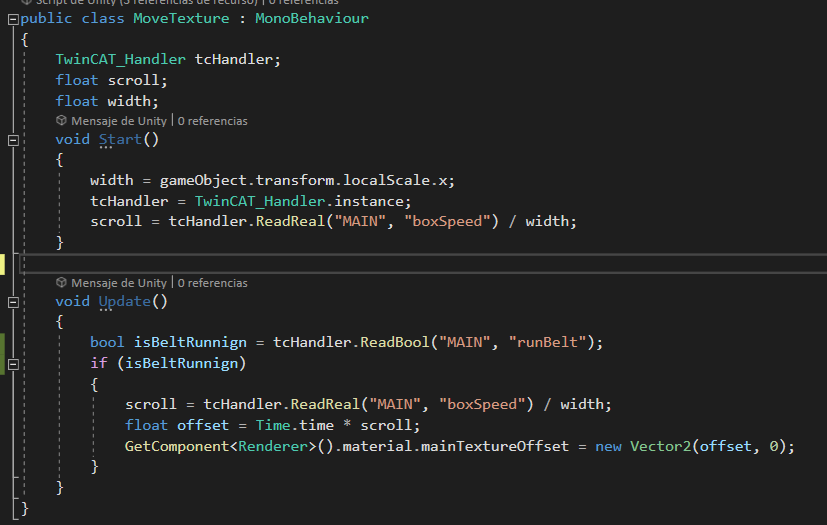 Script de Unity (3 referencias de recurso) | 0 referencias
public class MoveTexture : MonoBehaviour
{
TwinCAT_Handler tcHandler;
float scroll;
float width;
Mensaje de Unity | 0 referencias
void Start()
{
width = gameObject.transform.localScale.x;
tcHandler = TwinCAT_Handler.instance;
scroll = tcHandler.ReadReal("MAIN", "boxSpeed") / width;
}
Mensaje de Unity | 0 referencias
void Update()
{
bool isBeltRunnign = tcHandler.ReadBool("MAIN", "runBelt");
if (isBeltRunnign)
{
scroll = tcHandler.ReadReal("MAIN", "boxSpeed") / width;
float offset = Time.time * scroll;
GetComponent<Renderer>().material.mainTextureOffset = new Vector2(offset, 0);
}
}
}